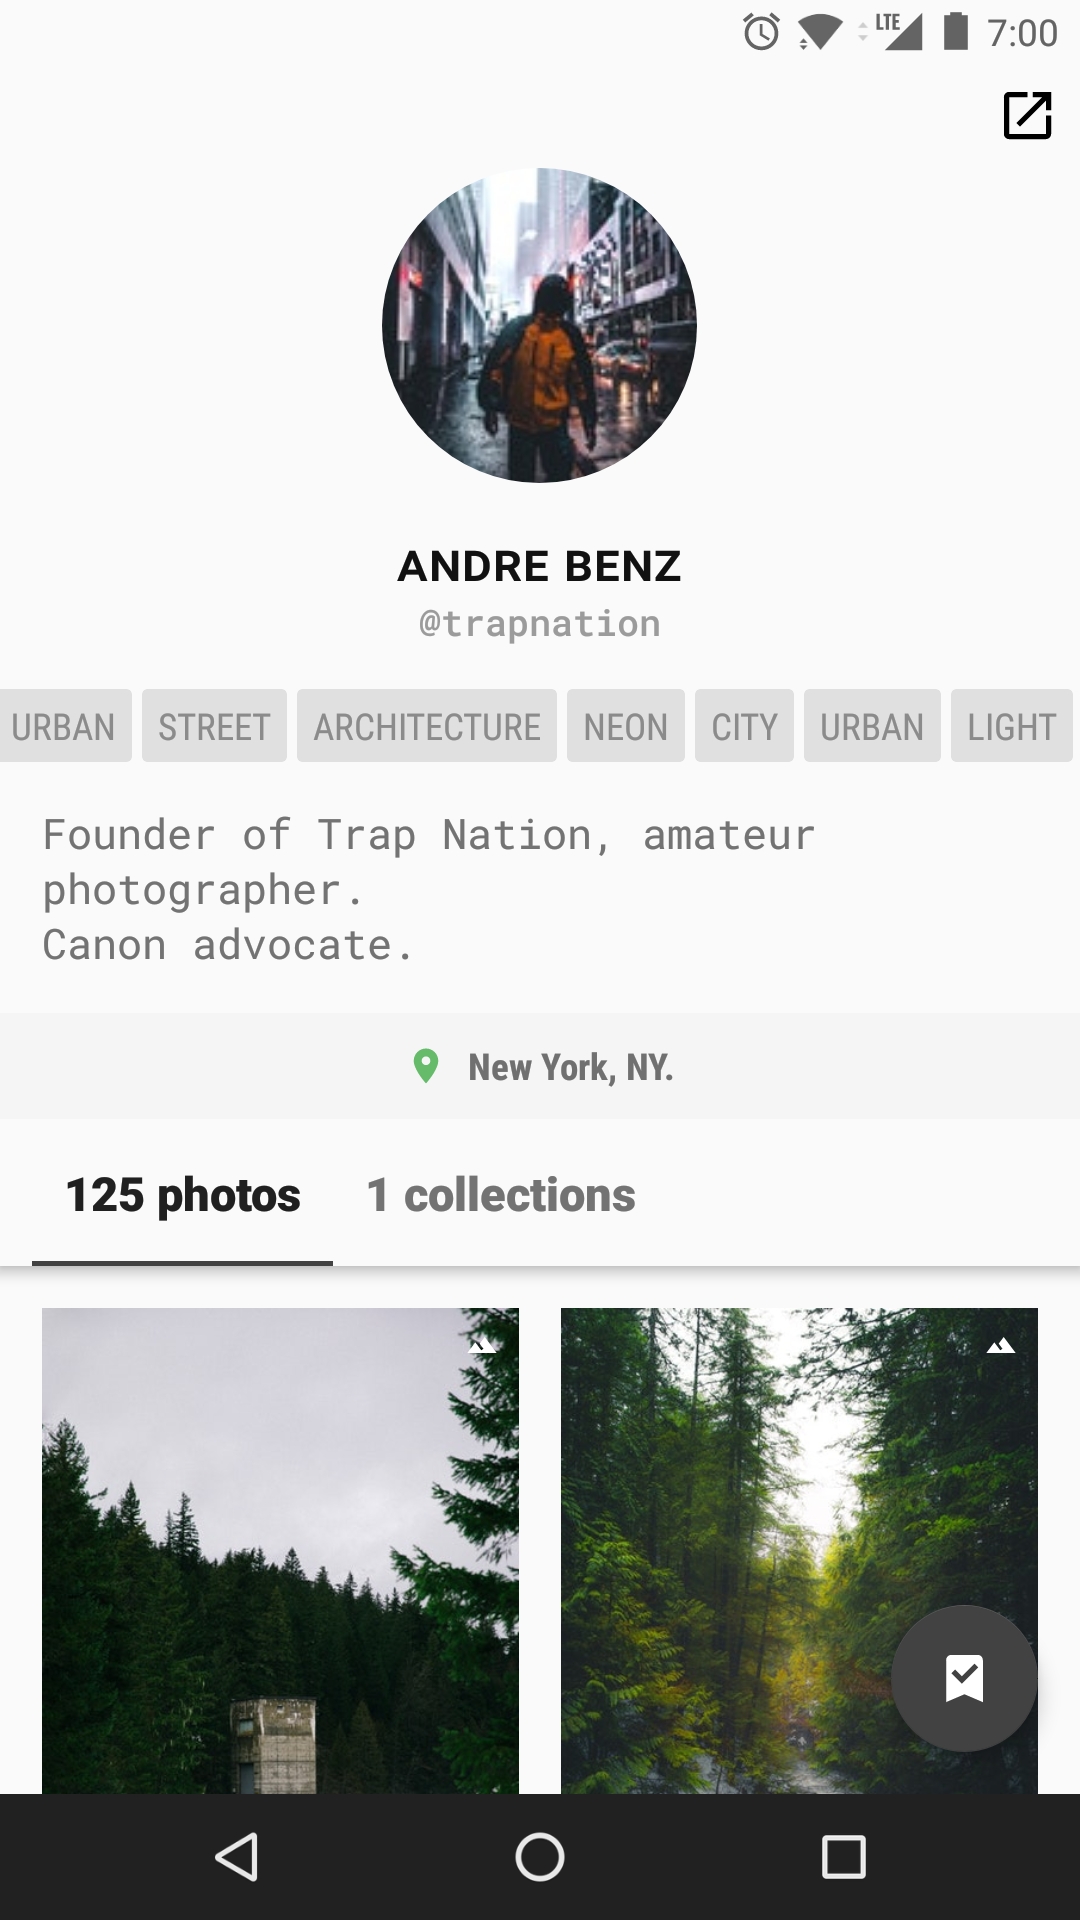 LTE 7:00
ANDRE BENZ
@trapnation
URBAN STREET ARCHITECTURE NEON CITY URBAN LIGHT
Founder of Trap Nation, amateur
photographer.
Canon advocate.
New York, NY.
125 photos 1 collections